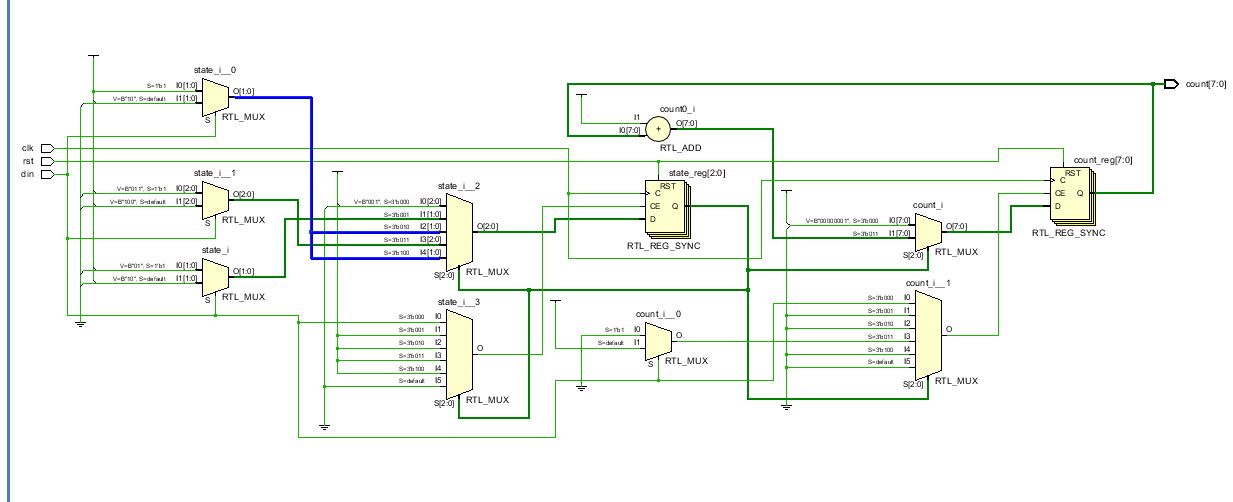 state_i__0
S=1'b1 I0[1:0]
V=B"10", S=default I1[1:0]
O[1:0]
S
RTL_MUX
clk
rst
din
state_i__1
V=B"011", S=1'b1 I0[2:0]
V=B"100", S=default I1[2:0]
O[2:0]
S
RTL_MUX
state_i
V=B"01", S=1'b1 I0[1:0]
V=B"10", S=default I1[1:0]
O[1:0]
S
RTL_MUX
state_i__2
V=B"001", S=3'b000 I0[2:0]
S=3'b001 I1[1:0]
S=3'b010 I2[1:0]
S=3'b011 I3[2:0]
S=3'b100 I4[1:0]
O[2:0]
S[2:0]
RTL_MUX
state_i__3
S=3'b000 I0
S=3'b001 I1
S=3'b010 I2
S=3'b011 I3
S=3'b100 I4
S=default I5
O
S[2:0]
RTL_MUX
count0_i
I1
I0[7:0]
+
O[7:0]
RTL_ADD
state_reg[2:0]
RST
C
CE
D
Q
RTL_REG_SYNC
count_i__0
S=1'b1 I0
S=default I1
O
S
RTL_MUX
count_i
V=B"00000001", S=3'b000 I0[7:0]
S=3'b011 I1[7:0]
O[7:0]
S[2:0]
RTL_MUX
count_i__1
S=3'b000 I0
S=3'b001 I1
S=3'b010 I2
S=3'b011 I3
S=3'b100 I4
S=default I5
O
S[2:0]
RTL_MUX
count_reg[7:0]
RST
C
CE
D
Q
RTL_REG_SYNC
count[7:0]